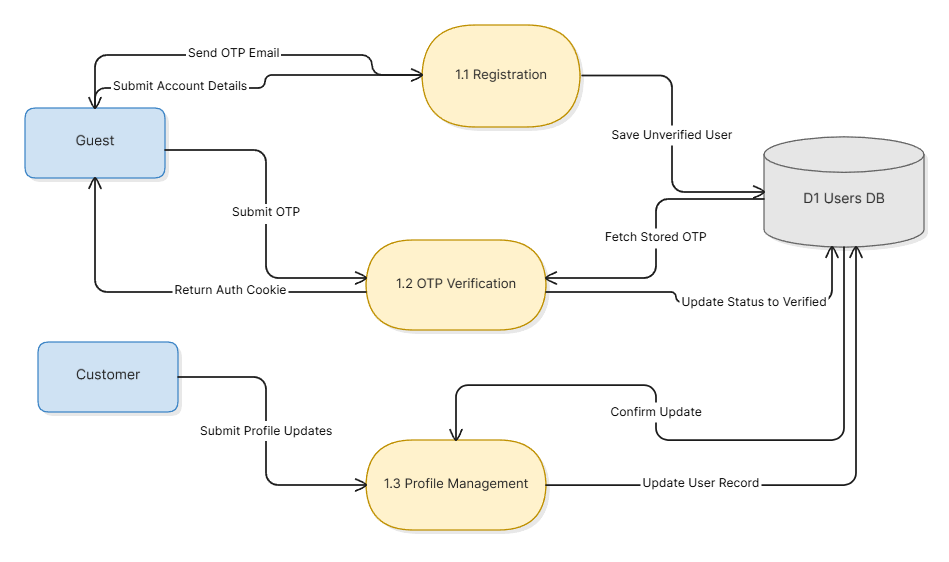 Send OTP Email
1.1 Registration
Submit Account Details
Save Unverified User
Guest
D1 Users DB
Submit OTP
Fetch Stored OTP
1.2 OTP Verification
Return Auth Cookie
Update Status to Verified
Customer
Confirm Update
Submit Profile Updates
1.3 Profile Management
Update User Record